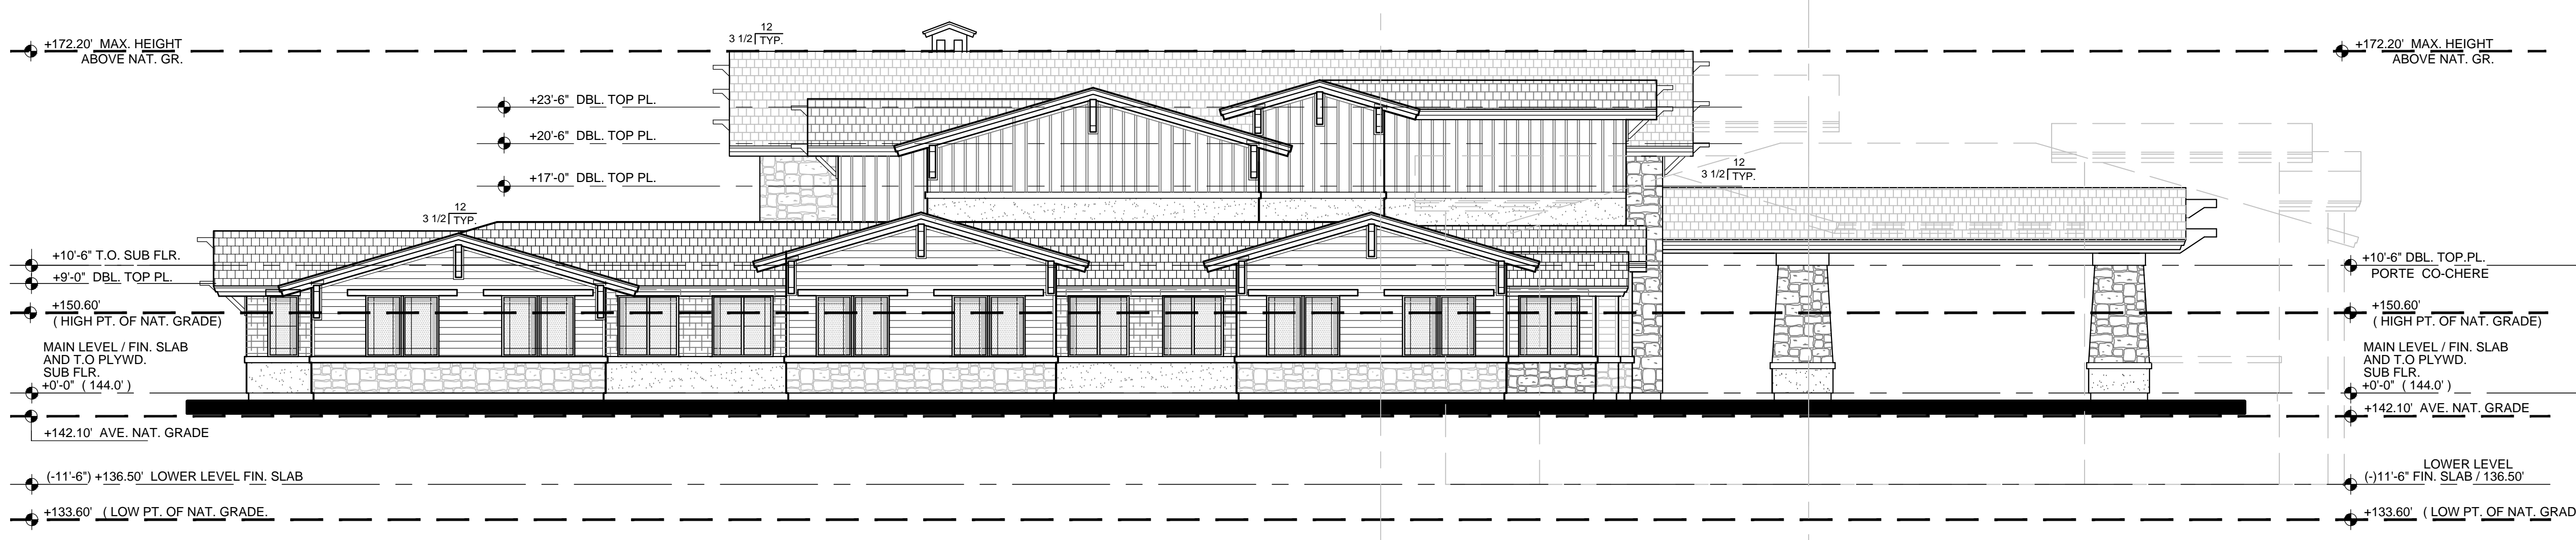 +172.20' MAX. HEIGHT
ABOVE NAT. GR.
12
3 1/2 TYP.
+172.20' MAX. HEIGHT
ABOVE NAT. GR.
+23'-6" DBL. TOP PL.
+20'-6" DBL. TOP PL.
+17'-0" DBL. TOP PL.
12
3 1/2 TYP.
12
3 1/2 TYP.
+10'-6" T.O. SUB FLR.
+9'-0" DBL. TOP PL.
+150.60'
( HIGH PT. OF NAT. GRADE)
MAIN LEVEL / FIN. SLAB
AND T.O PLYWD.
SUB FLR.
+0'-0" ( 144.0' )
+142.10' AVE. NAT. GRADE
(-11'-6") +136.50' LOWER LEVEL FIN. SLAB
+133.60' ( LOW PT. OF NAT. GRADE.
+10'-6" DBL. TOP.PL.
PORTE CO-CHERE
+150.60'
( HIGH PT. OF NAT. GRADE)
MAIN LEVEL / FIN. SLAB
AND T.O PLYWD.
SUB FLR.
+0'-0" ( 144.0' )
+142.10' AVE. NAT. GRADE
LOWER LEVEL
(-)11'-6" FIN. SLAB / 136.50'
+133.60' ( LOW PT. OF NAT. GRAD